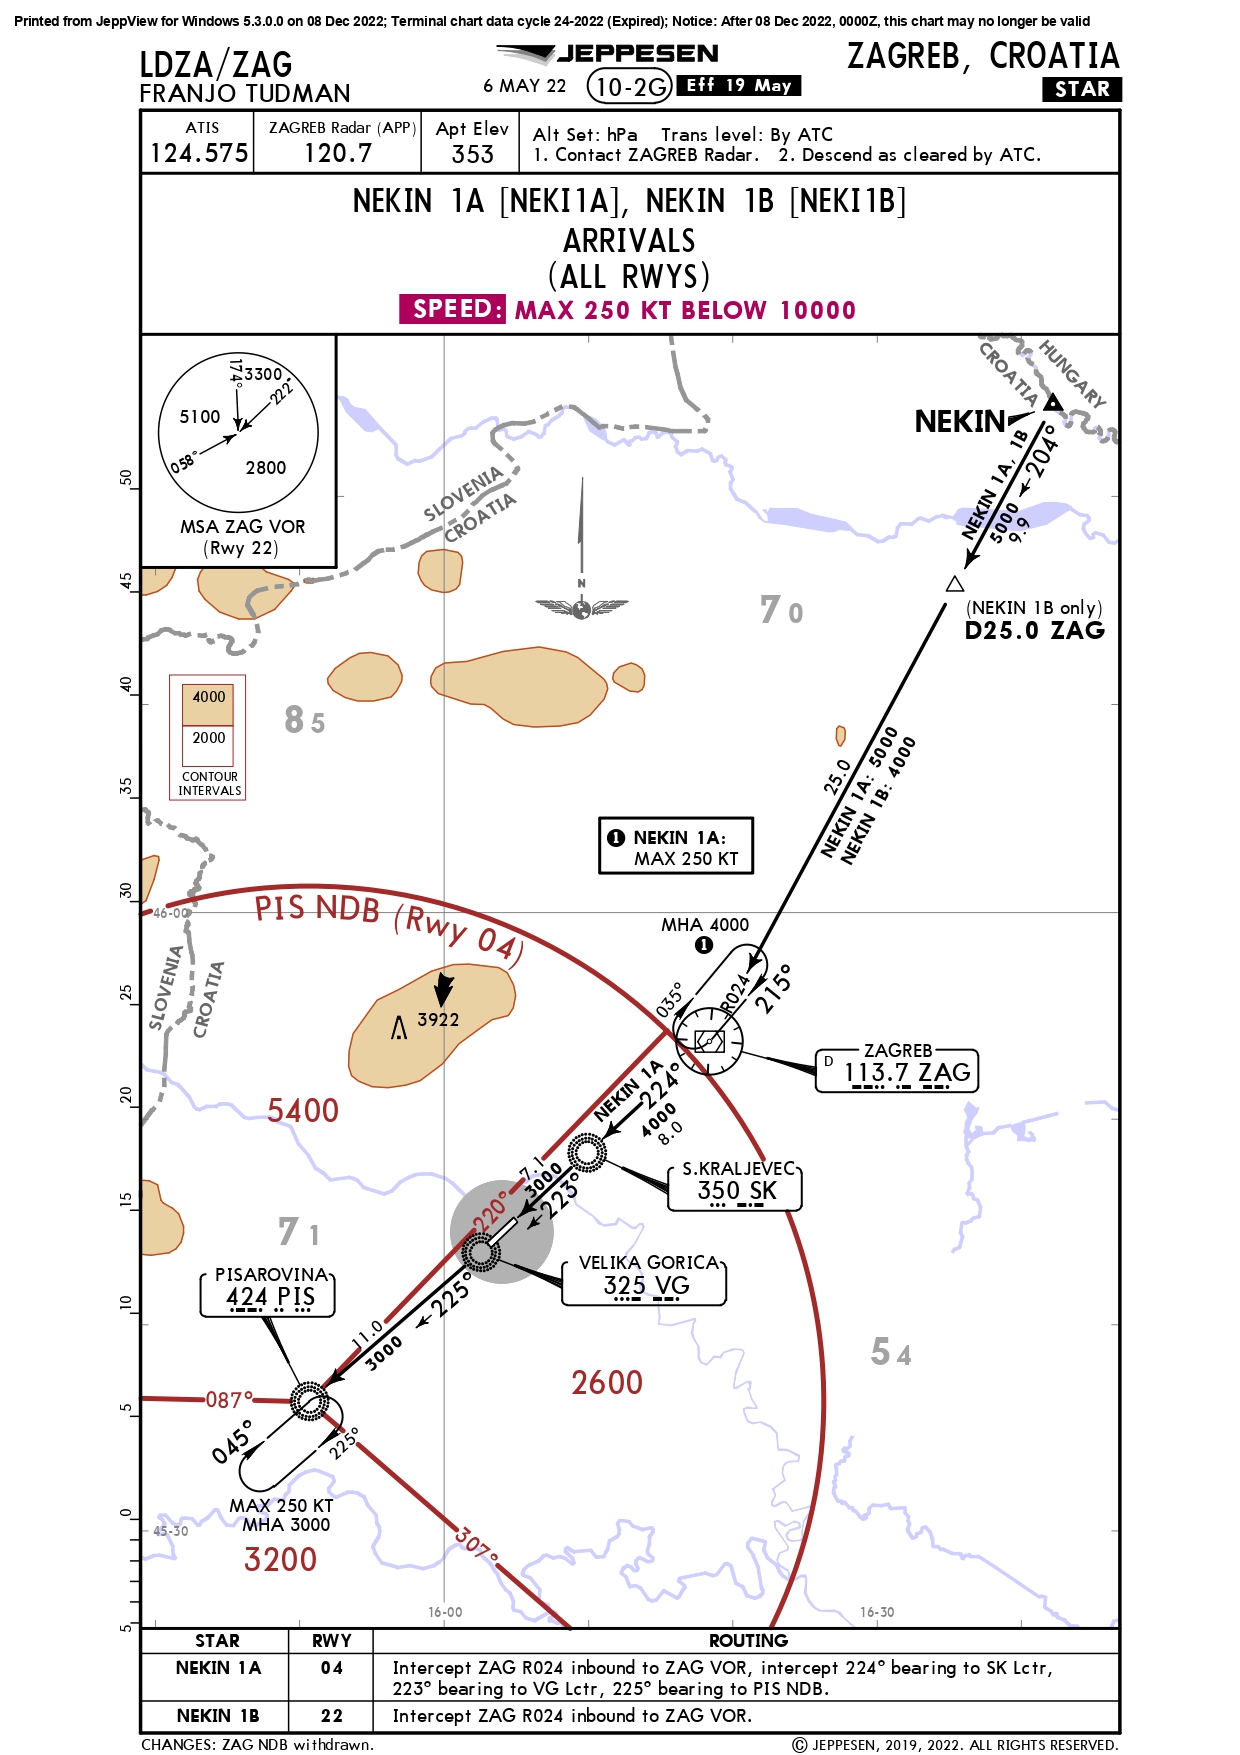 Printed from JeppView for Windows 5.3.0.0 on 08 Dec 2022; Terminal chart data cycle 24-2022 (Expired); Notice: After 08 Dec 2022, 0000Z, this chart may no longer be valid
LDZA/ZAG
FRANJO TUDMAN
JEPPESEN
6 MAY 22
10-2G
Eff 19 May
ZAGREB, CROATIA
STAR
ATIS
124.575
ZAGREB Radar (APP)
120.7
Apt Elev
353
Alt Set: hPa Trans level: By ATC
1. Contact ZAGREB Radar. 2. Descend as cleared by ATC.
NEKIN 1A [NEKI1A], NEKIN 1B [NEKI1B]
ARRIVALS
(ALL RWYS)
SPEED: MAX 250 KT BELOW 10000
174°
3300
222°
5100
058°
2800
MSA ZAG VOR
(Rwy 22)
HUNGARY
CROATIA
NEKIN
NEKIN 1A, 1B
204°
5000
9.9
SLOVENIA
CROATIA
N
(NEKIN 1B only)
D25.0 ZAG
70
85
4000
2000
CONTOUR
INTERVALS
25.0
NEKIN 1A: 5000
NEKIN 1B: 4000
1 NEKIN 1A:
MAX 250 KT
50
45
40
35
30
25
20
15
10
5
0
5
46-00
PIS NDB (Rwy 04)
MHA 4000
1
035°
R024
215°
SLOVENIA
CROATIA
3922
ZAGREB
D 113.7 ZAG
NEKIN 1A
224°
4000
8.0
5400
S.KRALJEVEC
350 SK
7.1
3000
223°
220°
71
VELIKA GORICA
325 VG
PISAROVINA
424 PIS
225°
11.0
3000
54
2600
087°
045°
225°
MAX 250 KT
MHA 3000
45-30
3200
307°
16-00
16-30
STAR RWY ROUTING
NEKIN 1A 04 Intercept ZAG R024 inbound to ZAG VOR, intercept 224° bearing to SK Lctr,
223° bearing to VG Lctr, 225° bearing to PIS NDB.
NEKIN 1B 22 Intercept ZAG R024 inbound to ZAG VOR.
CHANGES: ZAG NDB withdrawn.
© JEPPESEN, 2019, 2022. ALL RIGHTS RESERVED.